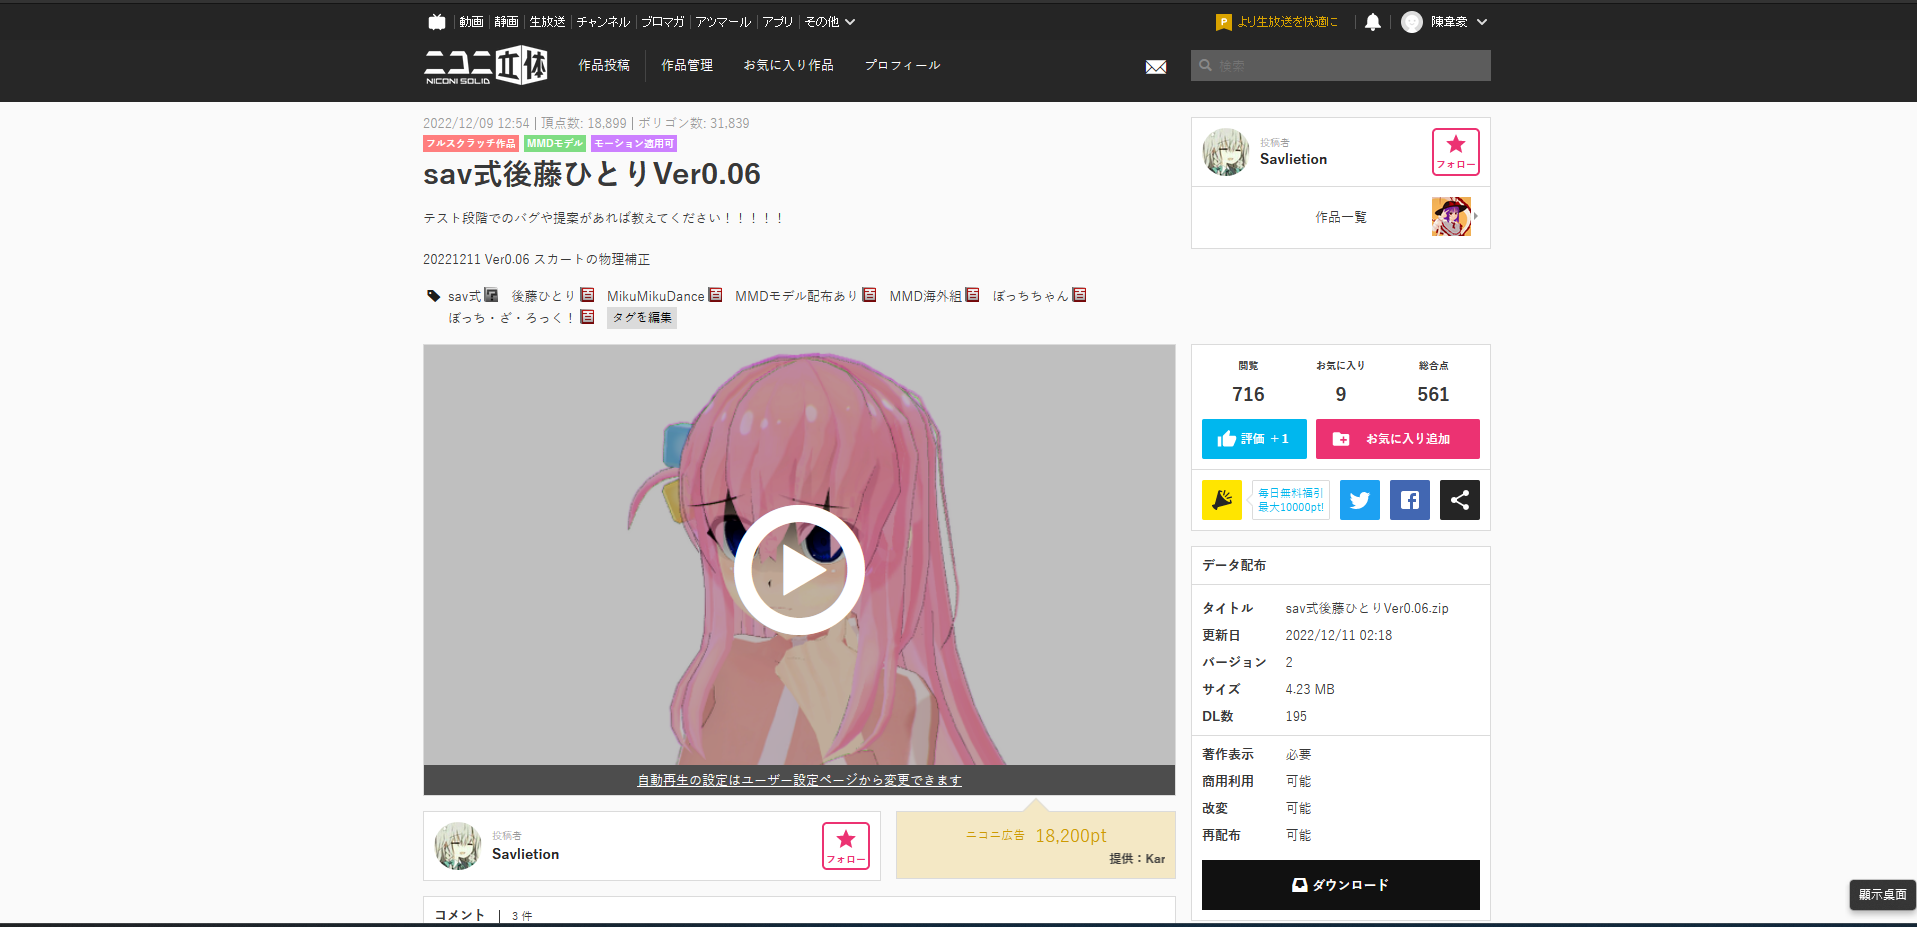 動画 静画 生放送 チャンネル ブロマガ アツマール アプリ その他
P より生放送を快適に 陳韋豪
ニコニ立体
NICONI SOLID
作品投稿 作品管理 お気に入り作品 プロフィール
検索
2022/12/09 12:54 | 頂点数: 18,899 | ポリゴン数: 31,839
フルスクラッチ作品 MMDモデル モーション適用可
sav式後藤ひとりVer0.06
テスト段階でのバグや提案があれば教えてください！！！！！
20221211 Ver0.06 スカートの物理補正
sav式 後藤ひとり MikuMikuDance MMDモデル配布あり MMD海外組 ぼっちちゃん
ぼっち・ざ・ろっく！ タグを編集
自動再生の設定はユーザー設定ページから変更できます
投稿者
Savlietion
フォロー
ニコニ広告 18,200pt
提供：Kar
コメント | 3 件
投稿者
Savlietion
フォロー
作品一覧
閲覧 お気に入り 総合点
716 9 561
評価 ＋1 お気に入り追加
毎日無料福引
最大10000pt!
データ配布
タイトル sav式後藤ひとりVer0.06.zip
更新日 2022/12/11 02:18
バージョン 2
サイズ 4.23 MB
DL数 195
著作表示 必要
商用利用 可能
改変 可能
再配布 可能
ダウンロード
顯示桌面